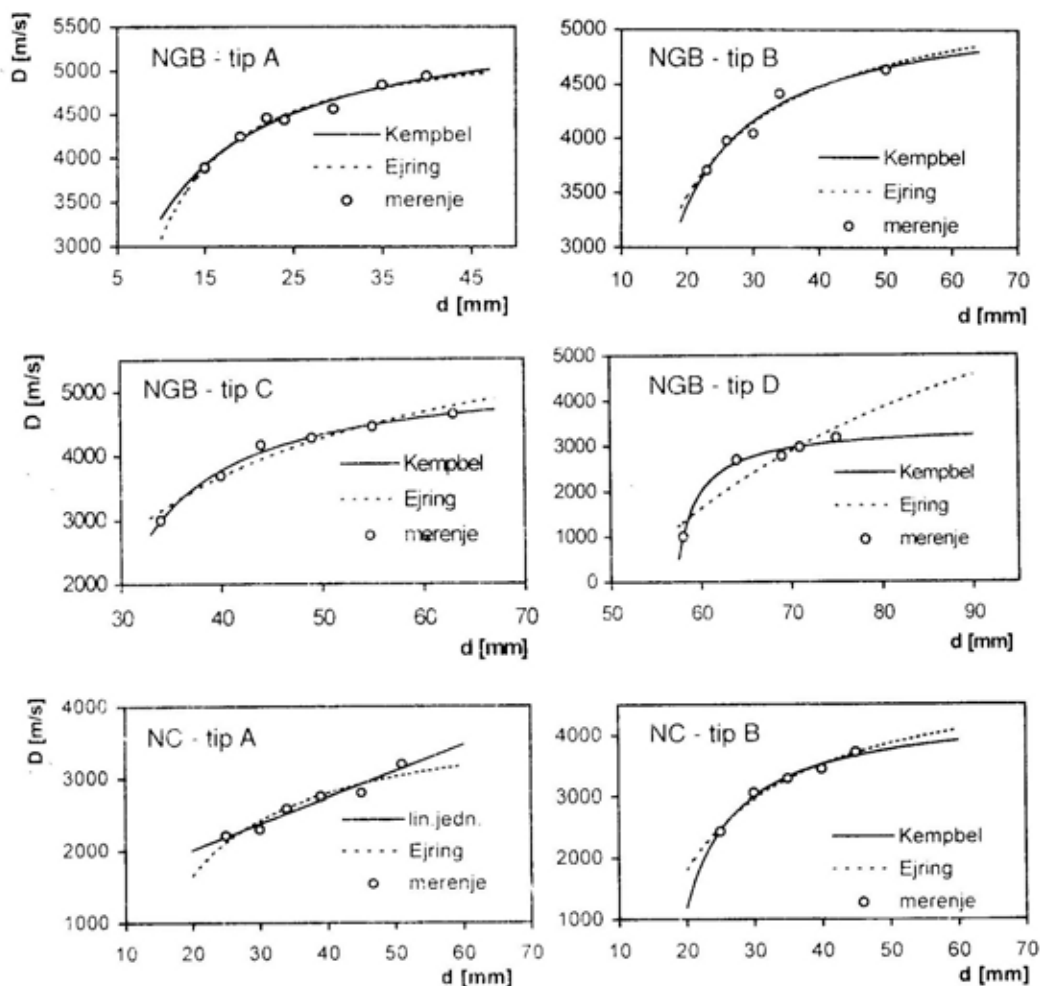 D [m/s]
5500
5000
4500
4000
3500
3000
NGB - tip A
Kempbel
Ejring
merenje
5 15 25 35 45
d [mm]
D [m/s]
5000
4500
4000
3500
3000
NGB - tip B
Kempbel
Ejring
merenje
10 20 30 40 50 60 70
d [mm]
D [m/s]
5000
4000
3000
2000
NGB - tip C
Kempbel
Ejring
merenje
30 40 50 60 70
d [mm]
5000
4000
3000
2000
1000
0
NGB - tip D
Kempbel
Ejring
merenje
50 60 70 80 90
d [mm]
D [m/s]
4000
3000
2000
1000
NC - tip A
lin.jedn.
Ejring
merenje
10 20 30 40 50 60 70
d [mm]
4000
3000
2000
1000
NC - tip B
Kempbel
Ejring
merenje
10 20 30 40 50 60 70
d [mm]